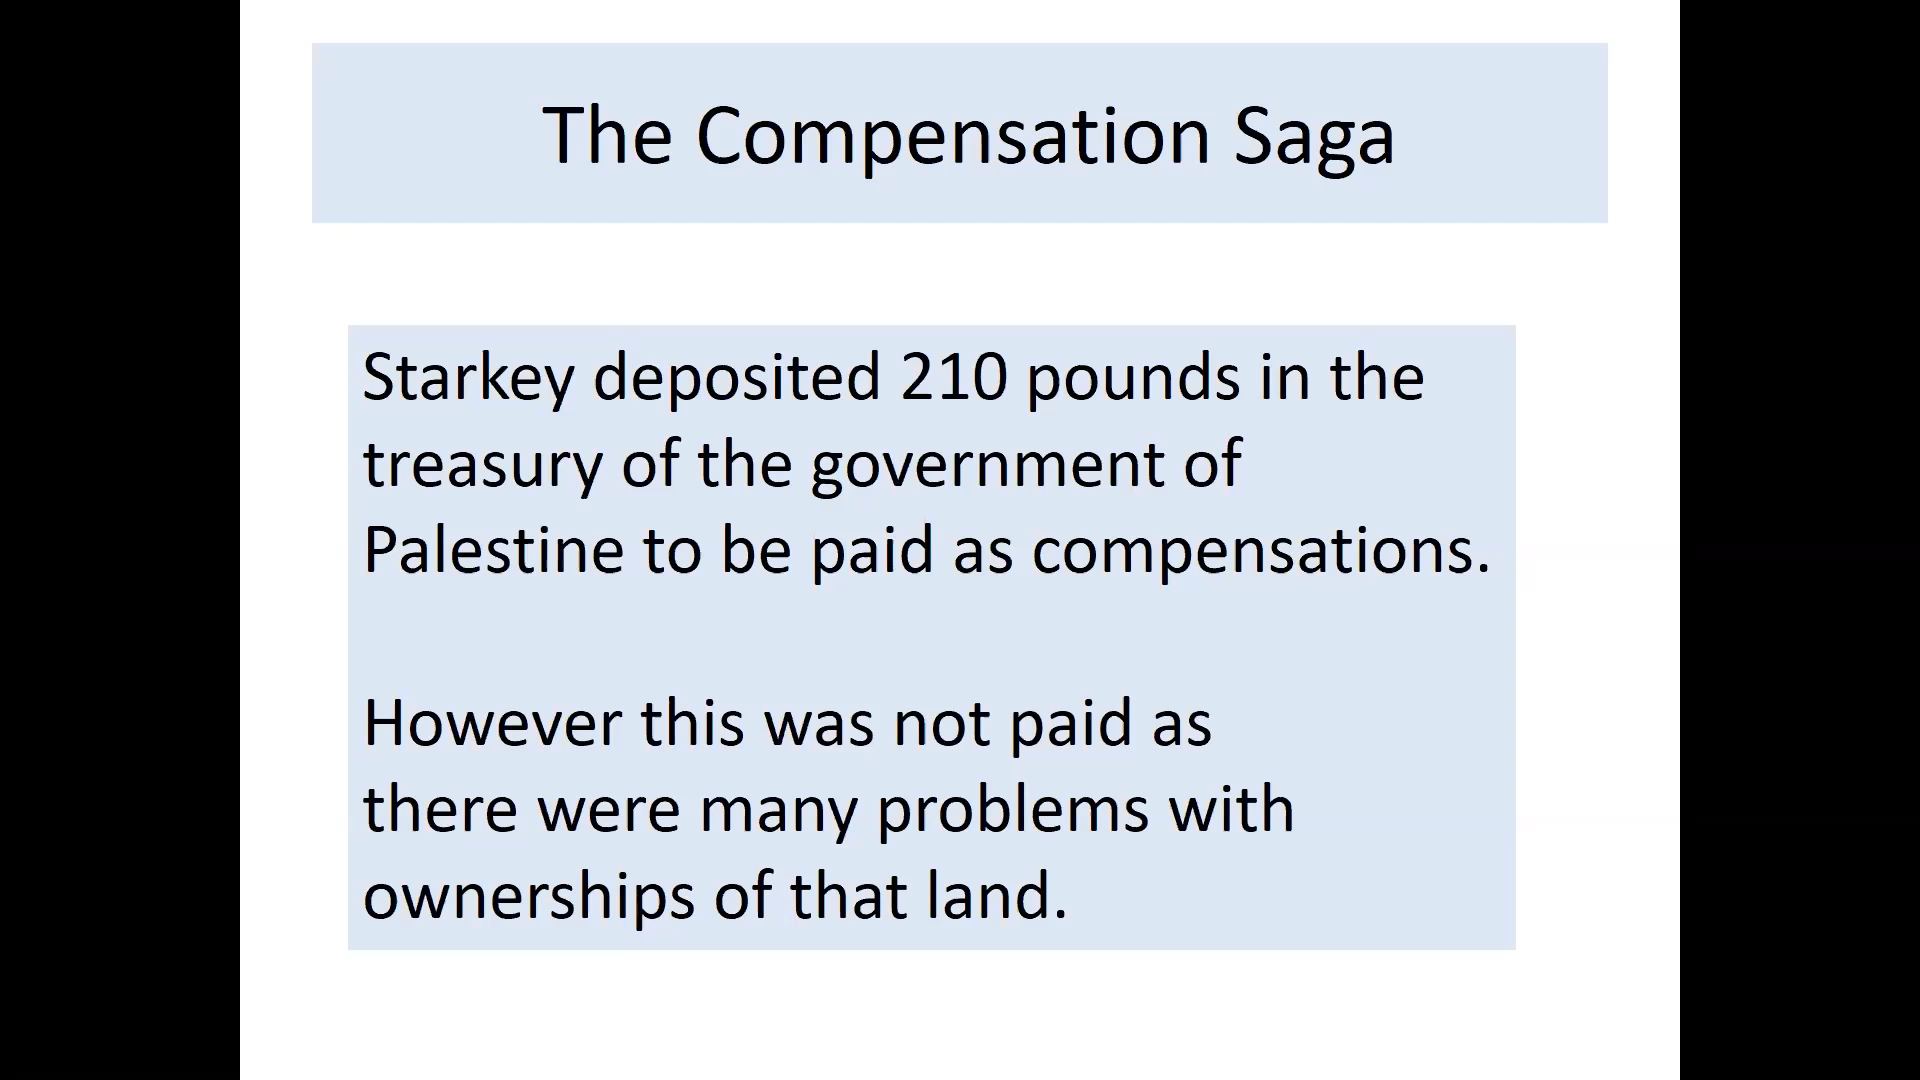 The Compensation Saga
Starkey deposited 210 pounds in the
treasury of the government of
Palestine to be paid as compensations.
However this was not paid as
there were many problems with
ownerships of that land.